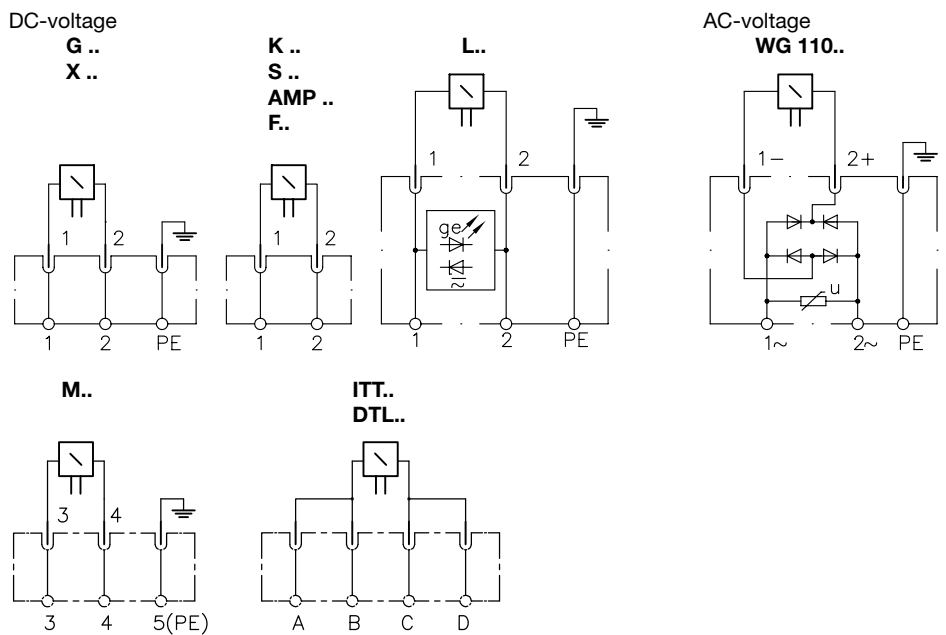 DC-voltage
G ..
X ..
K ..
S ..
AMP ..
F..
L..
AC-voltage
WG 110..
1 2
1 2 PE
1 2
1 2
1 2
ge
~
1 2 PE
1- 2+
u
1~ 2~ PE
M..
3 4
3 4 5(PE)
ITT..
DTL..
A B C D